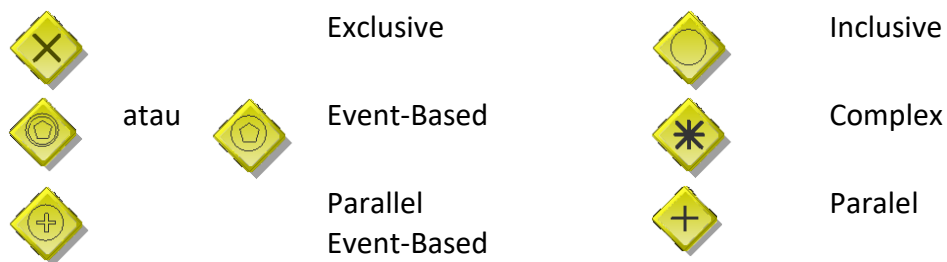 Exclusive
Inclusive
atau
Event-Based
Complex
Parallel
Event-Based
Paralel